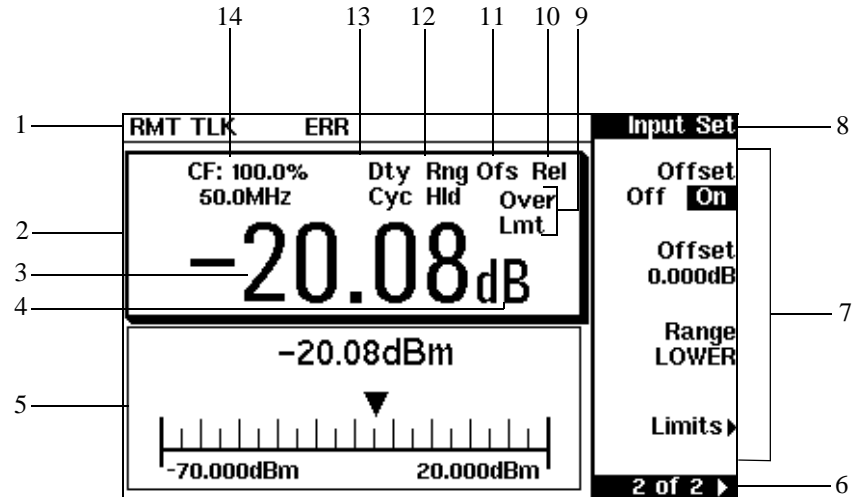 14 13 12 11 10 9
1 RMT TLK ERR Input Set 8
CF: 100.0% Dty Rng Ofs Rel
50.0MHz Cyc Hld Over
Lmt
Offset
Off On
2
3 -20.08dB
4
Offset
0.000dB
7
Range
LOWER
-20.08dBm
5
Limits
-70.000dBm 20.000dBm
2 of 2 6